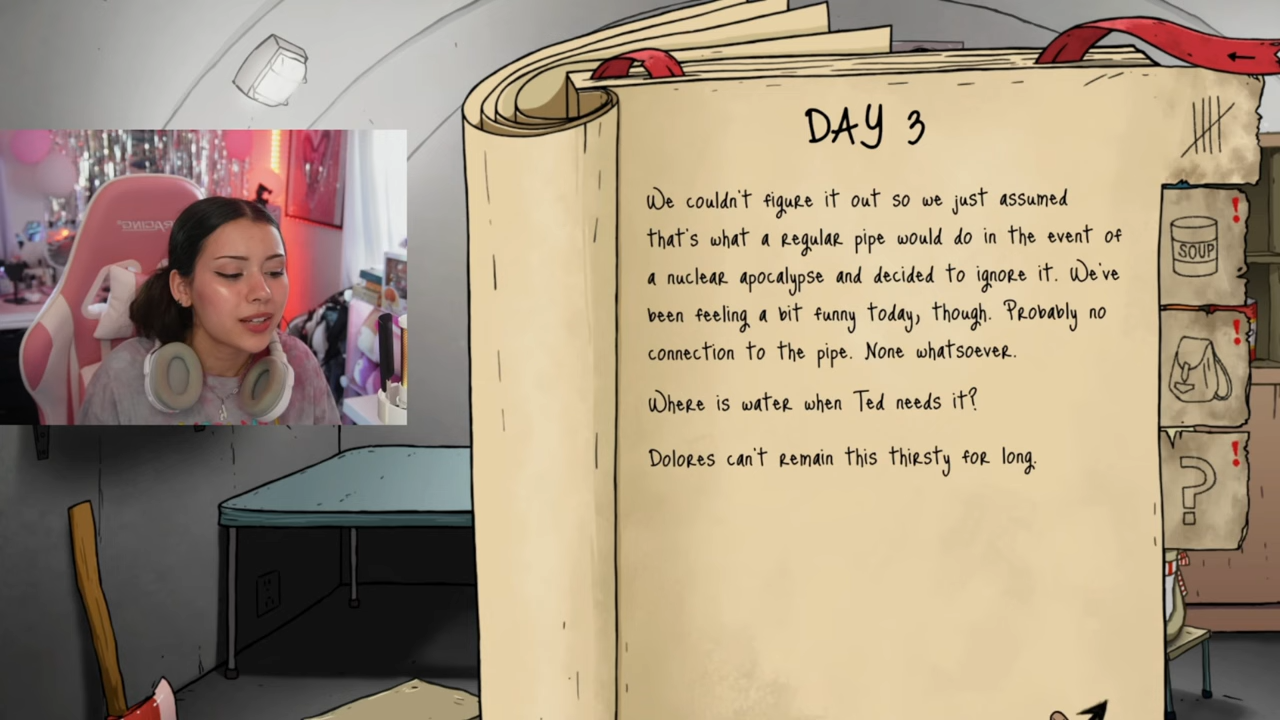 DAY 3
We couldn't figure it out so we just assumed
that's what a regular pipe would do in the event of
a nuclear apocalypse and decided to ignore it. We've
been feeling a bit funny today, though. Probably no
connection to the pipe. None whatsoever.
Where is water when Ted needs it?
Dolores can't remain this thirsty for long.
!
SOUP
!
!
?
RACING